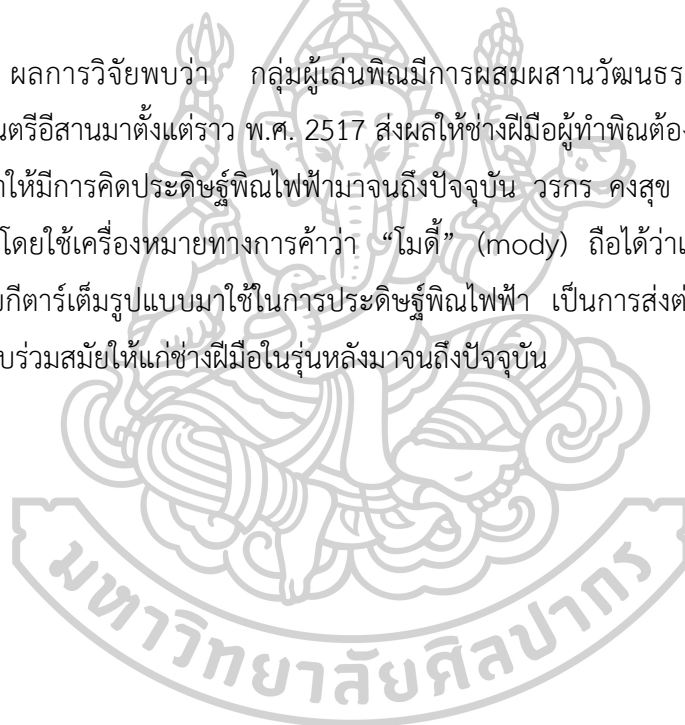 ผลการวิจัยพบว่า กลุ่มผู้เล่นพิณมีการผสมผสานวัฒนธร
นตรีอีสานมาตั้งแต่ราว พ.ศ. 2517 ส่งผลให้ช่างฝีมือผู้ทำพิณต้อง
าให้มีการคิดประดิษฐ์พิณไฟฟ้ามาจนถึงปัจจุบัน วรกร คงสุข
โดยใช้เครื่องหมายทางการค้าว่า “โมดี้” (mody) ถือได้ว่าเ
บกีตาร์เต็มรูปแบบมาใช้ในการประดิษฐ์พิณไฟฟ้า เป็นการส่งต่
บร่วมสมัยให้แก่ช่างฝีมือในรุ่นหลังมาจนถึงปัจจุบัน
มหาวิทยาลัยศิลปากร